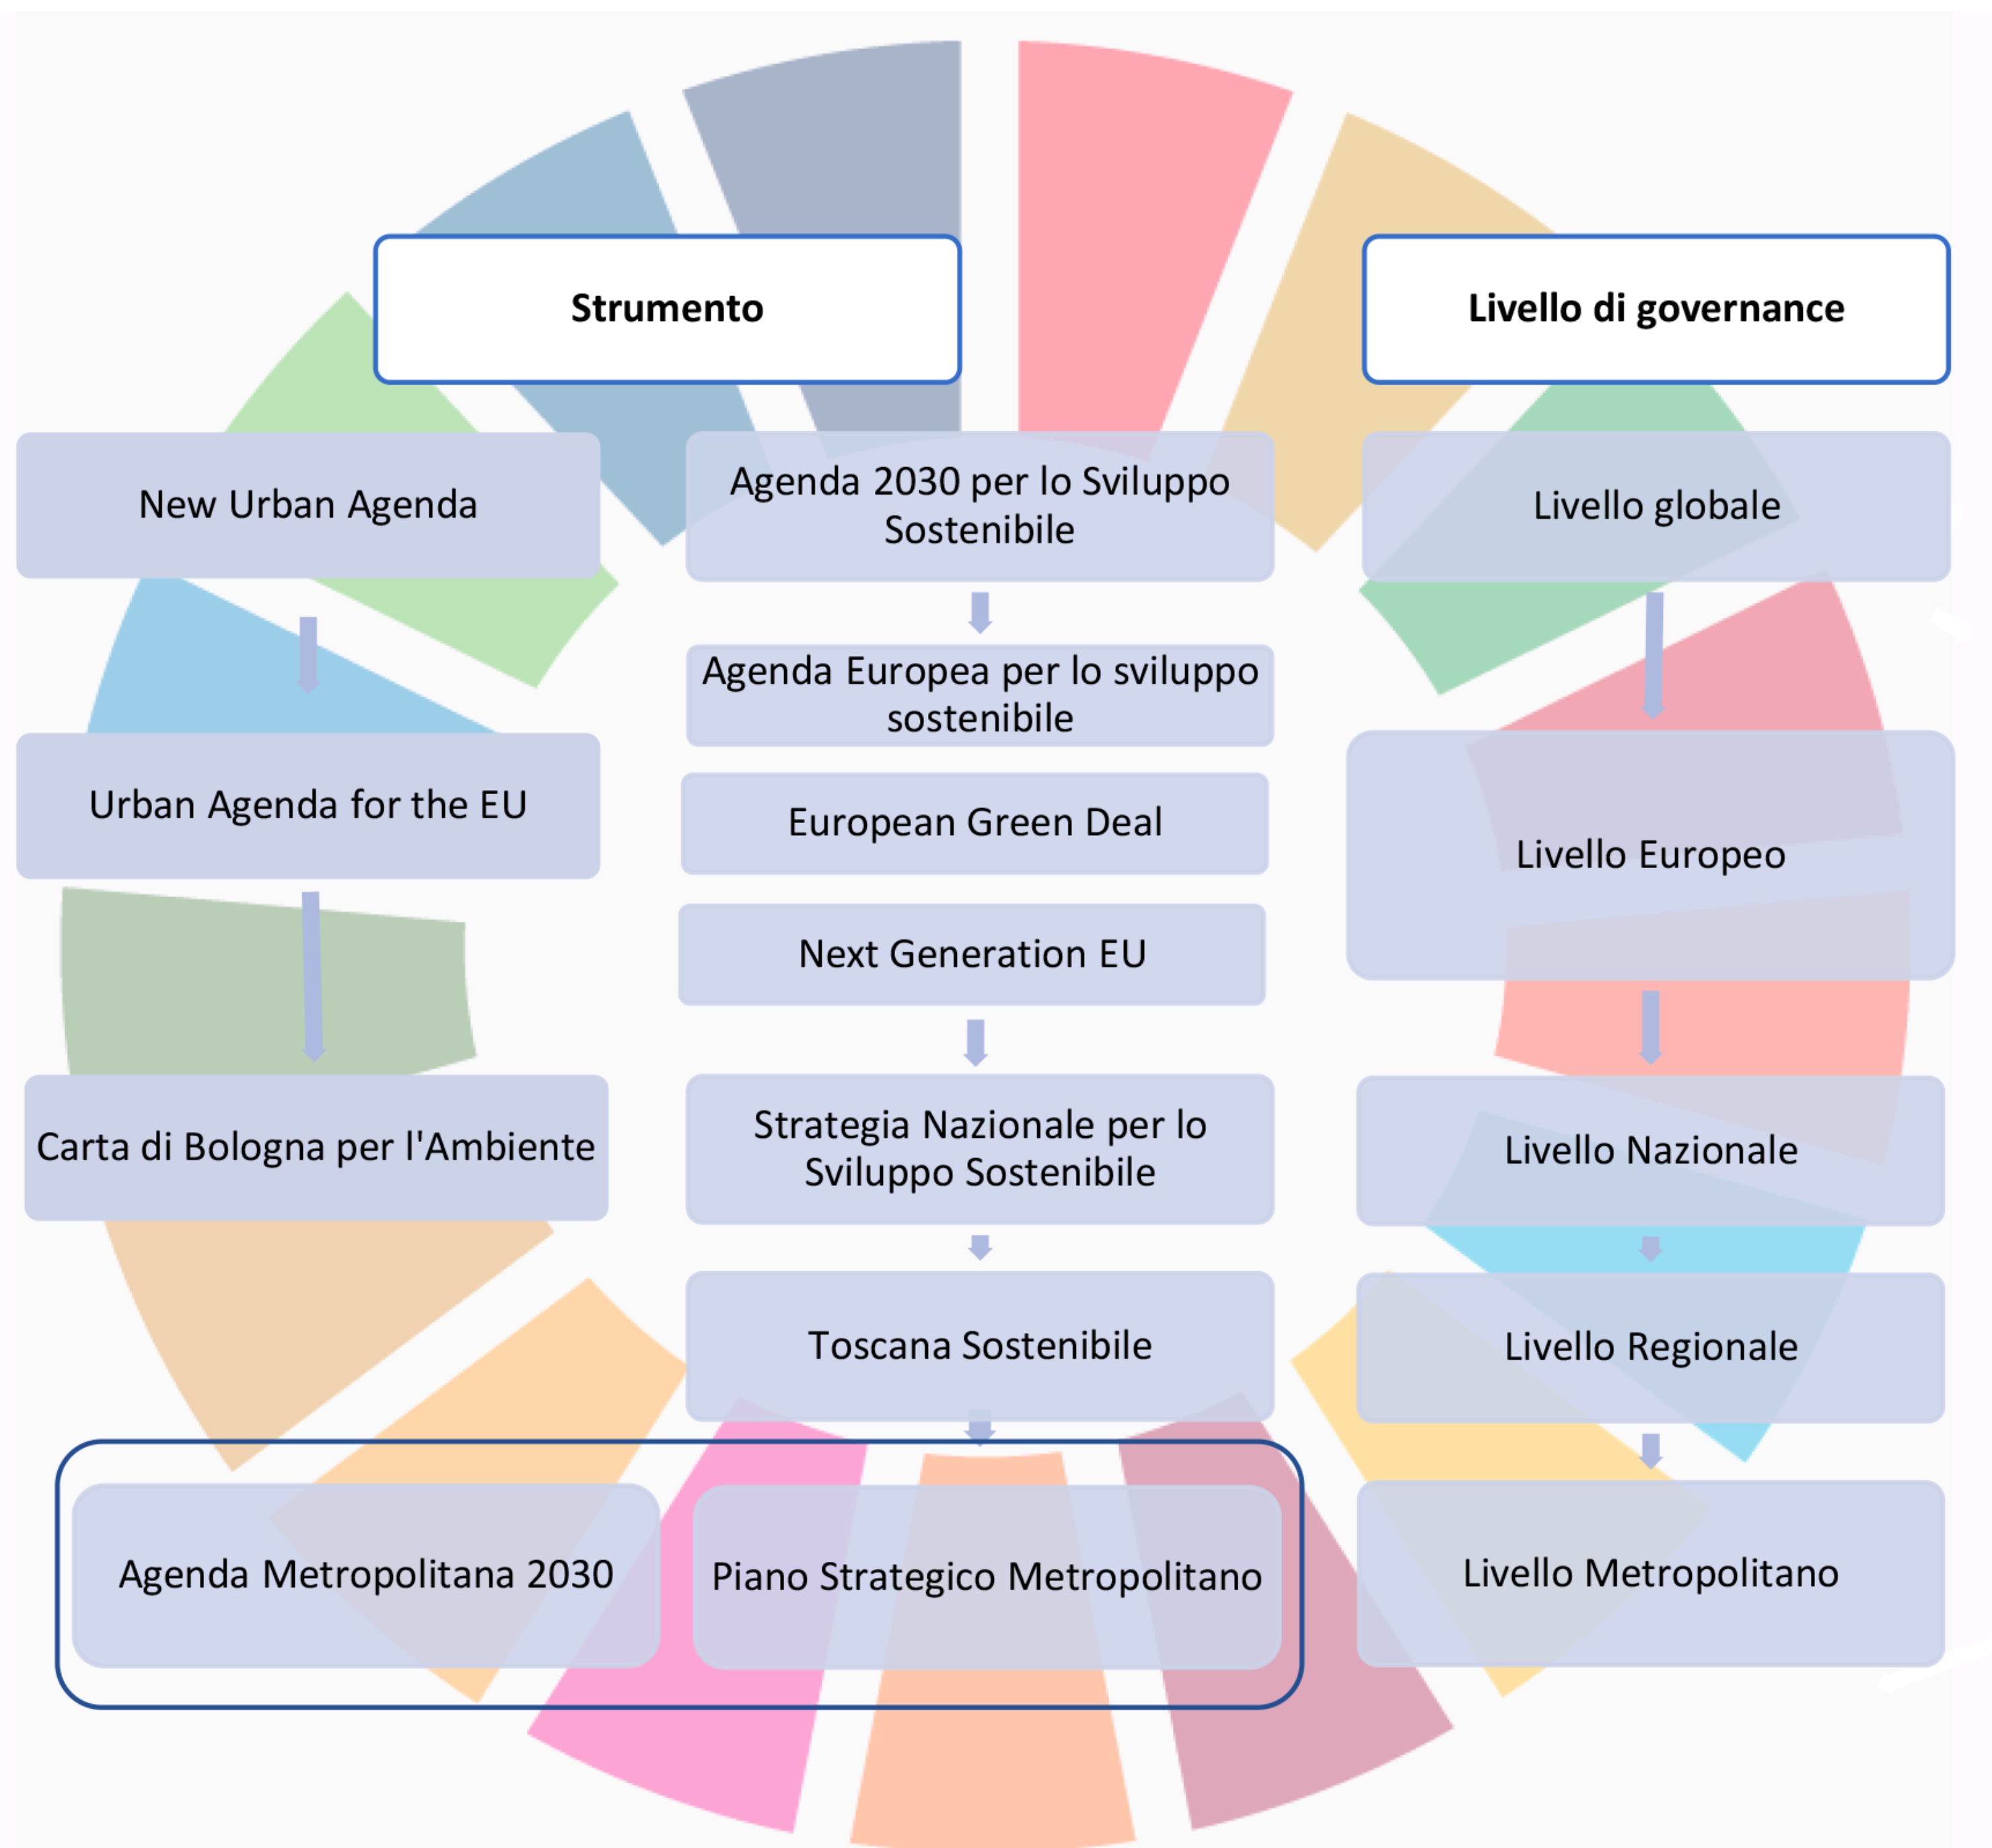 Strumento
Livello di governance
New Urban Agenda
Agenda 2030 per lo Sviluppo
Sostenibile
Livello globale
Agenda Europea per lo sviluppo
sostenibile
Urban Agenda for the EU
European Green Deal
Livello Europeo
Next Generation EU
Carta di Bologna per l'Ambiente
Strategia Nazionale per lo
Sviluppo Sostenibile
Livello Nazionale
Toscana Sostenibile
Livello Regionale
Agenda Metropolitana 2030
Piano Strategico Metropolitano
Livello Metropolitano